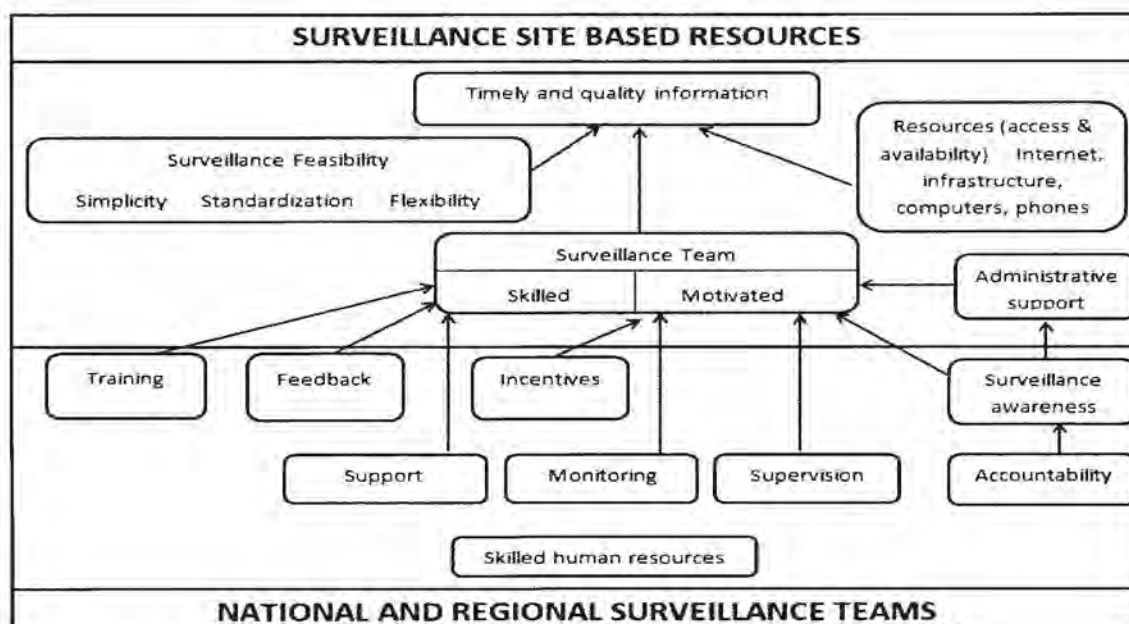 SURVEILLANCE SITE BASED RESOURCES
Timely and quality information
Surveillance Feasibility
Simplicity Standardization Flexibility
Resources (access &
availability) Internet,
infrastructure,
computers, phones
Surveillance Team
Skilled Motivated
Administrative
support
Training
Feedback
Incentives
Surveillance
awareness
Support
Monitoring
Supervision
Accountability
Skilled human resources
NATIONAL AND REGIONAL SURVEILLANCE TEAMS